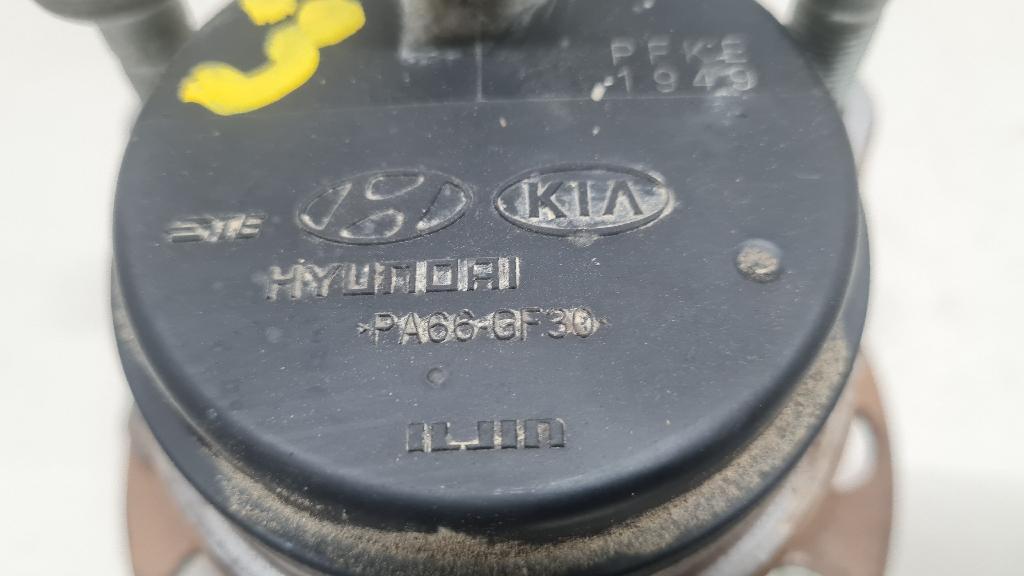 PFKE
1949
KIA
HYUNDAI
>PA66-GF30<
ILJIN